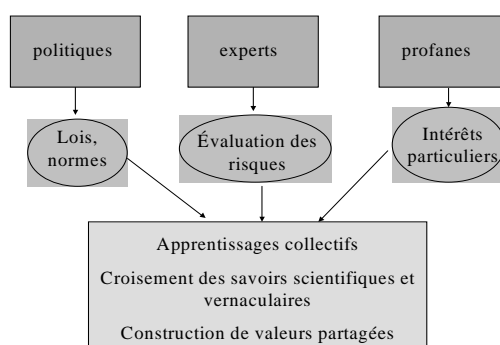 politiques
experts
profanes
Lois,
normes
Évaluation des
risques
Intérêts
particuliers
Apprentissages collectifs
Croisement des savoirs scientifiques et
vernaculaires
Construction de valeurs partagées